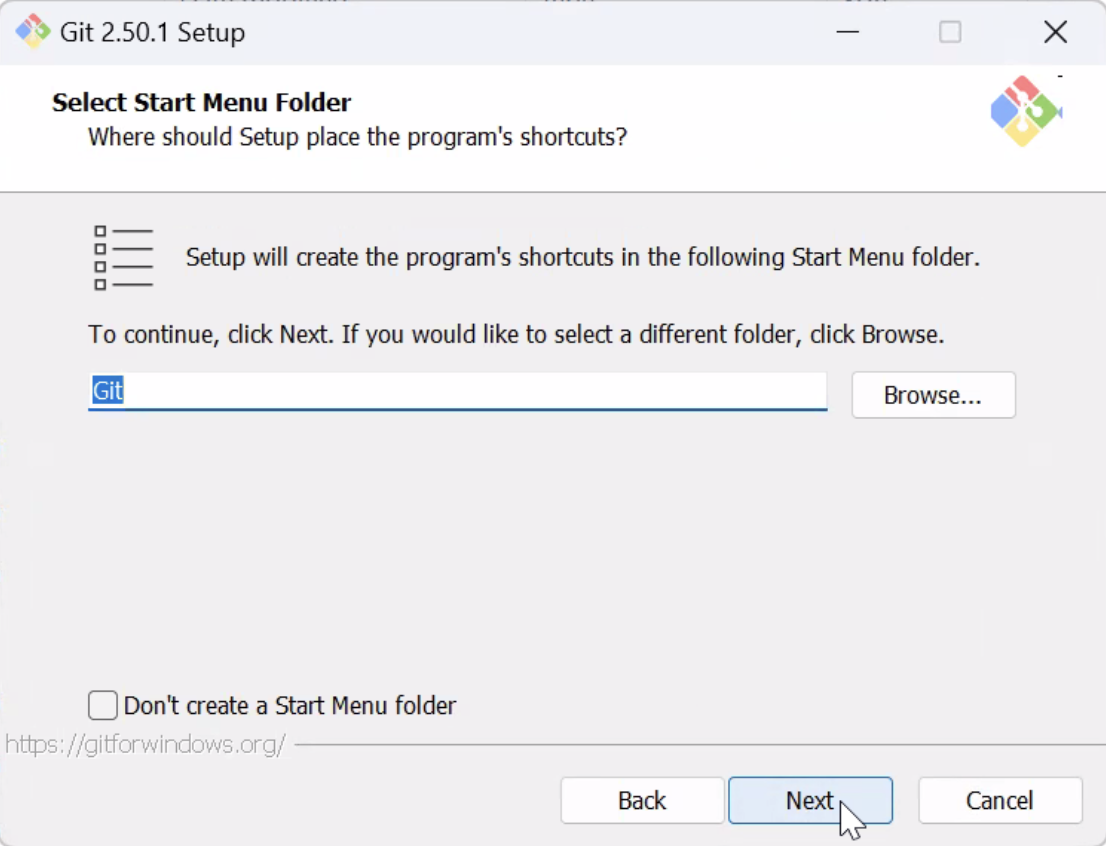 Git 2.50.1 Setup
Select Start Menu Folder
Where should Setup place the program's shortcuts?
Setup will create the program's shortcuts in the following Start Menu folder.
To continue, click Next. If you would like to select a different folder, click Browse.
Git
Browse...
Don't create a Start Menu folder
https://gitforwindows.org/
Back
Next
Cancel